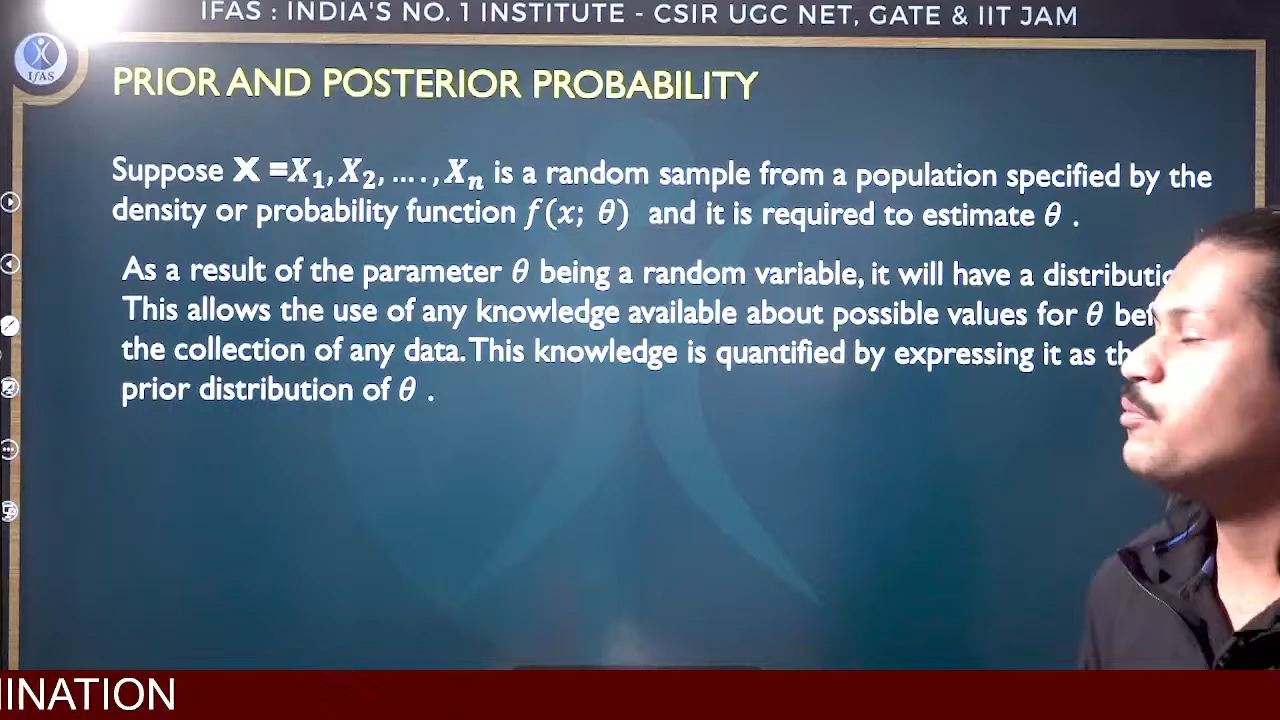 IFAS : INDIA'S NO. 1 INSTITUTE - CSIR UGC NET, GATE & IIT JAM
IFAS
PRIOR AND POSTERIOR PROBABILITY
Suppose X =X₁, X₂, …. , Xₙ is a random sample from a population specified by the
density or probability function f(x; θ) and it is required to estimate θ .
As a result of the parameter θ being a random variable, it will have a
This allows the use of any knowledge available about possible values for θ
the collection of any data. This knowledge is quantified by expressing it as
prior distribution of θ .